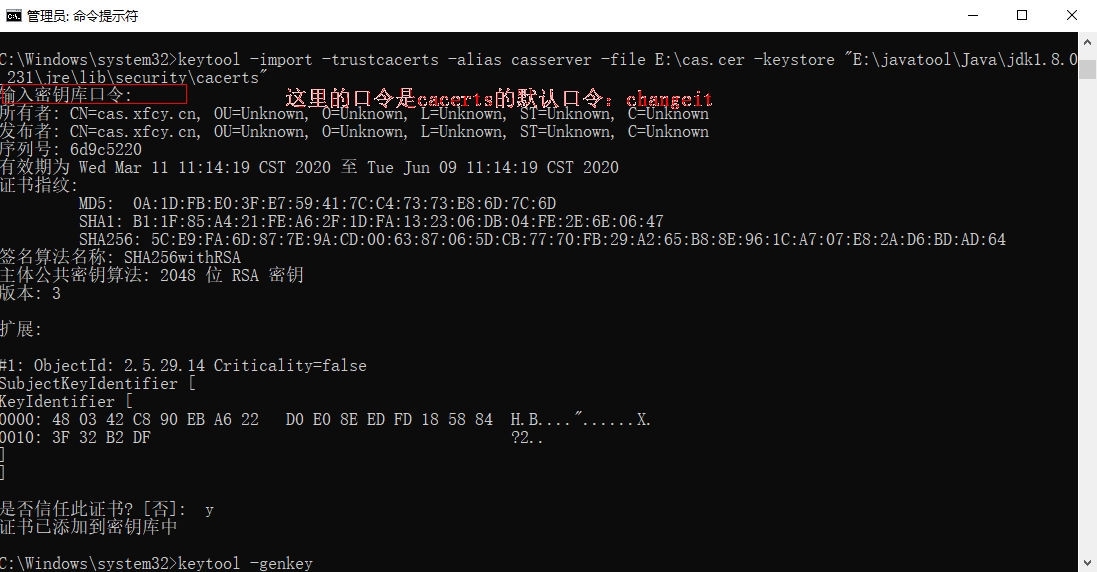 管理员: 命令提示符
C:\Windows\system32>keytool -import -trustcacerts -alias casserver -file E:\cas.cer -keystore "E:\javatool\Java\jdk1.8.0
_231\jre\lib\security\cacerts"
输入密钥库口令:
这里的口令是cacerts的默认口令：changeit
所有者: CN=cas.xfcy.cn, OU=Unknown, O=Unknown, L=Unknown, ST=Unknown, C=Unknown
发布者: CN=cas.xfcy.cn, OU=Unknown, O=Unknown, L=Unknown, ST=Unknown, C=Unknown
序列号: 6d9c5220
有效期为 Wed Mar 11 11:14:19 CST 2020 至 Tue Jun 09 11:14:19 CST 2020
证书指纹:
MD5:  0A:1D:FB:E0:3F:E7:59:41:7C:C4:73:73:E8:6D:7C:6D
SHA1: B1:1F:85:A4:21:FE:A6:2F:1D:FA:13:23:06:DB:04:FE:2E:6E:06:47
SHA256: 5C:E9:FA:6D:87:7E:9A:CD:00:63:87:06:5D:CB:77:70:FB:29:A2:65:B8:8E:96:1C:A7:07:E8:2A:D6:BD:AD:64
签名算法名称: SHA256withRSA
主体公共密钥算法: 2048 位 RSA 密钥
版本: 3
扩展:
#1: ObjectId: 2.5.29.14 Criticality=false
SubjectKeyIdentifier [
KeyIdentifier [
0000: 48 03 42 C8 90 EB A6 22   D0 E0 8E ED FD 18 58 84  H.B...."......X.
0010: 3F 32 B2 DF                                        ?2..
]
]
是否信任此证书? [否]:  y
证书已添加到密钥库中
C:\Windows\system32>keytool -genkey